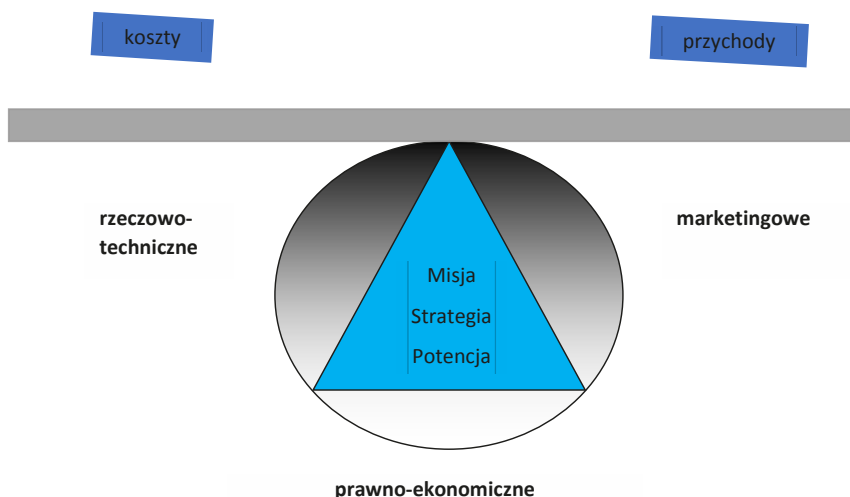 koszty
przychody
rzeczowo-
techniczne
marketingowe
Misja
Strategia
Potencja
prawno-ekonomiczne